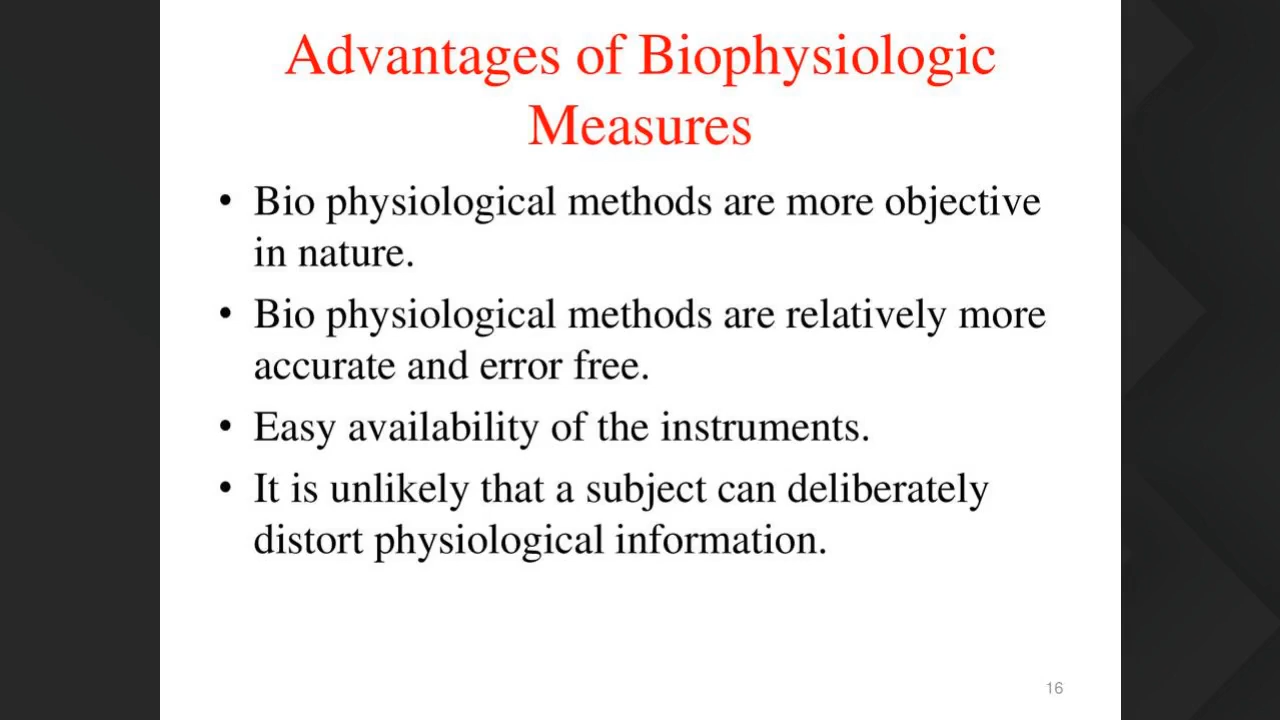 Advantages of Biophysiologic
Measures
• Bio physiological methods are more objective
in nature.
• Bio physiological methods are relatively more
accurate and error free.
• Easy availability of the instruments.
• It is unlikely that a subject can deliberately
distort physiological information.
16